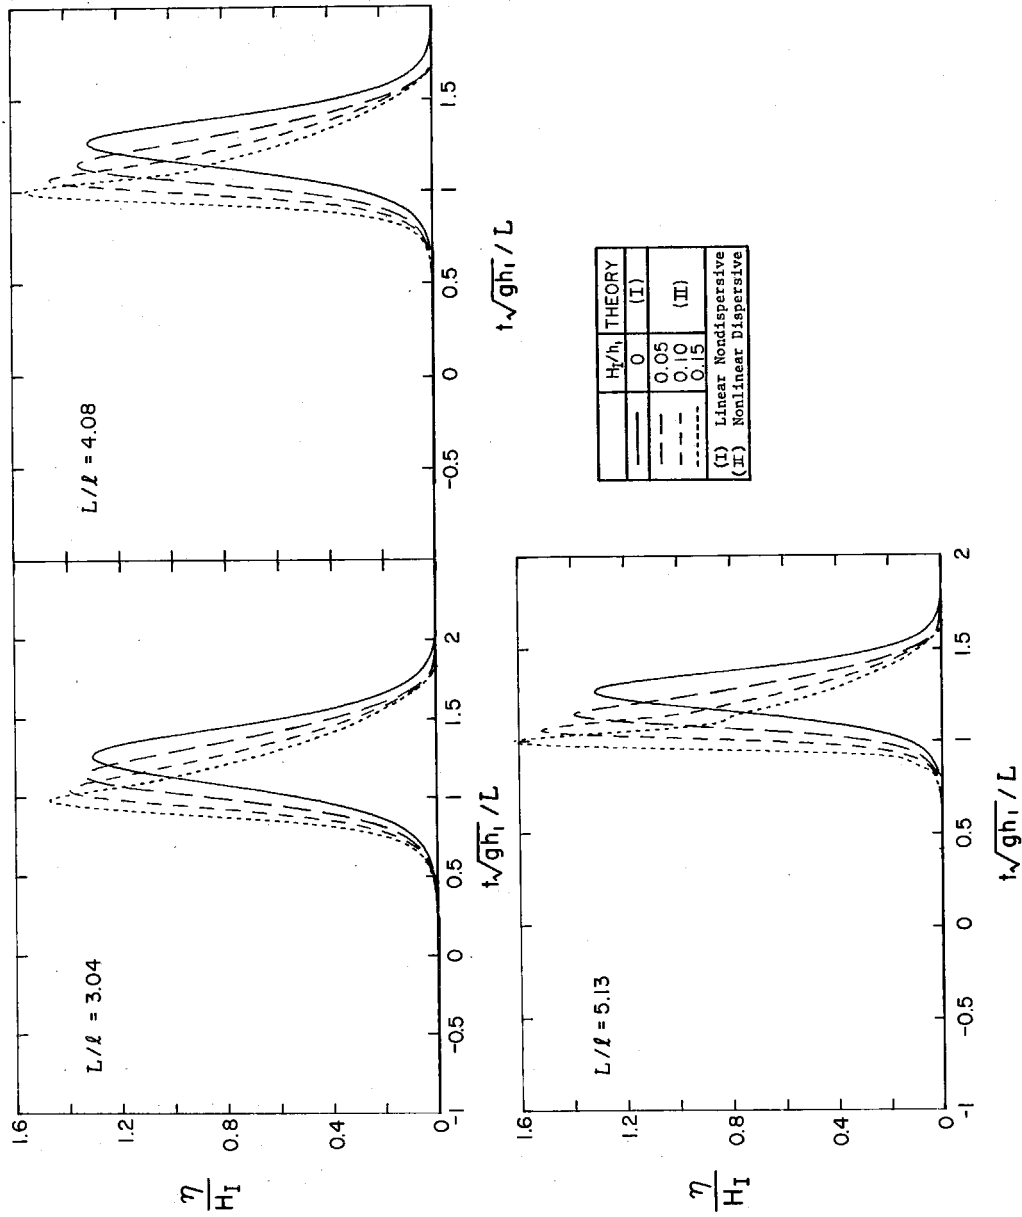 1.6
1.2
0.8
0.4
0
η
H_I
L/ℓ = 3.04
-0.5
0
0.5
1
1.5
2
t√gh₁ / L
L/ℓ = 4.08
-0.5
0
0.5
1
1.5
t√gh₁ / L
1.6
1.2
0.8
0.4
0
η
H_I
L/ℓ = 5.13
-1
-0.5
0
0.5
1
1.5
2
t√gh₁ / L
H_I/h₁ THEORY
0 (I)
0.05
0.10 (II)
0.15
(I) Linear Nondispersive
(II) Nonlinear Dispersive